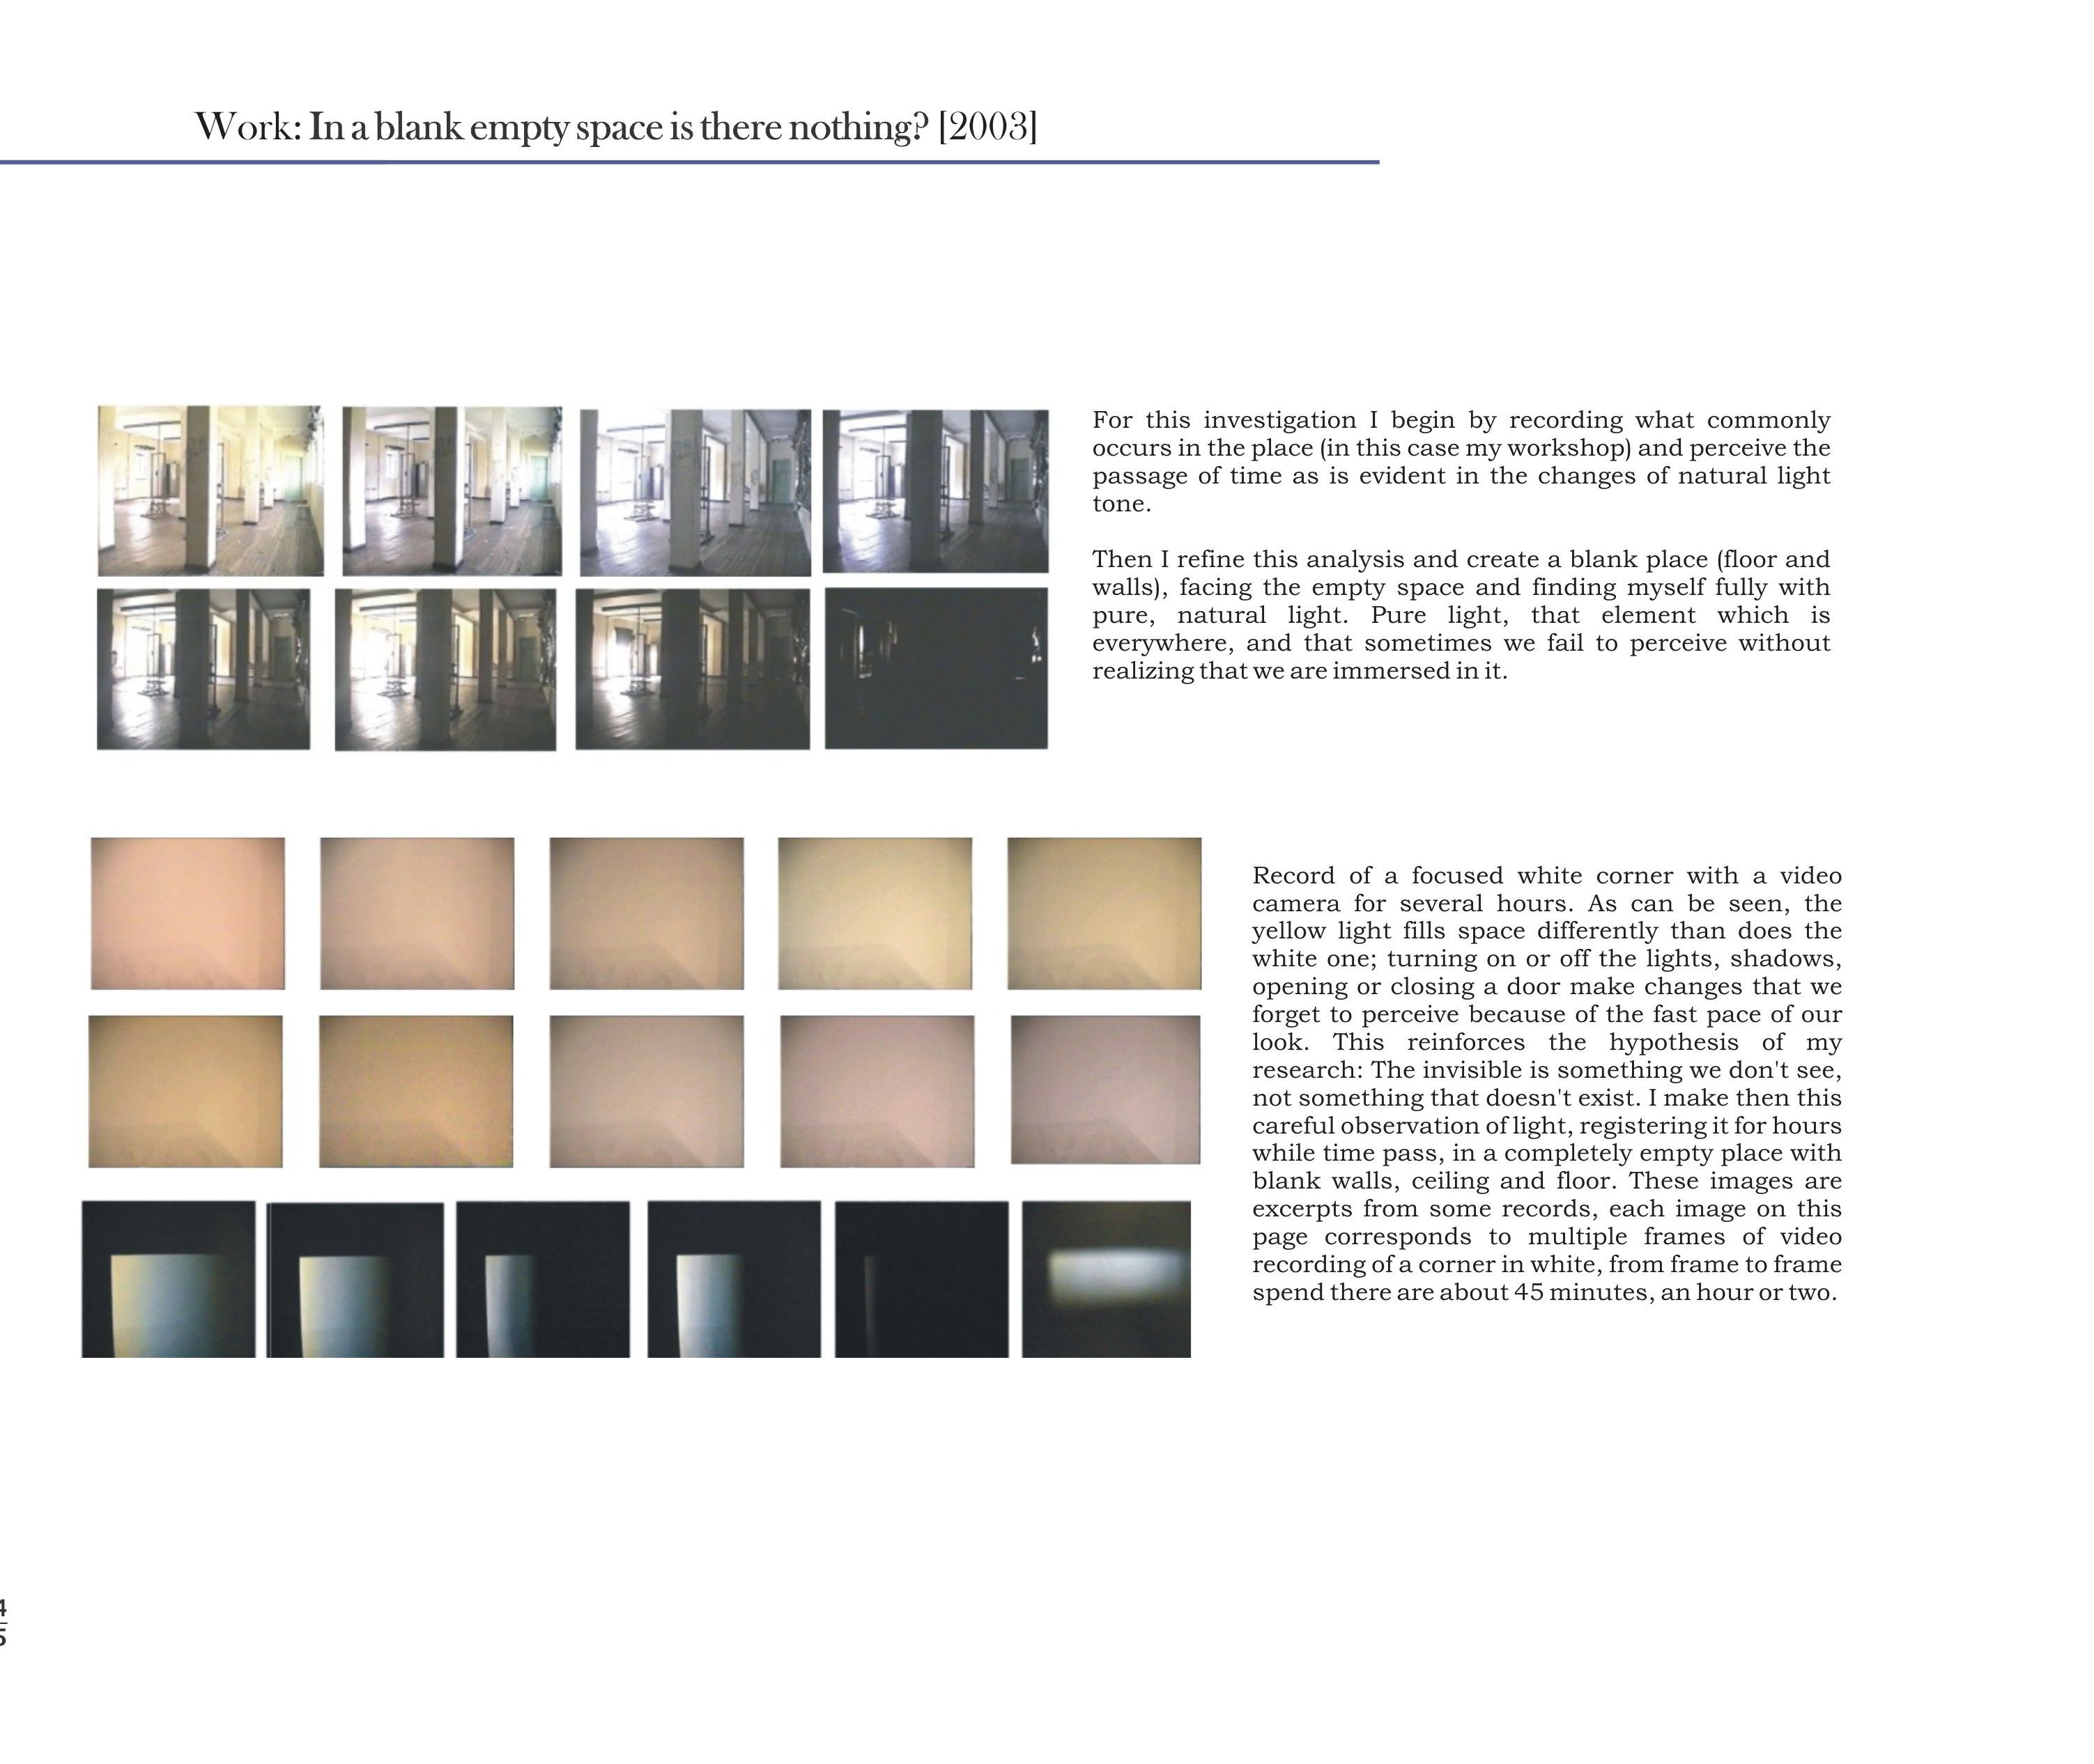 Work: In a blank empty space is there nothing? [2003]
For this investigation I begin by recording what commonly
occurs in the place (in this case my workshop) and perceive the
passage of time as is evident in the changes of natural light
tone.
Then I refine this analysis and create a blank place (floor and
walls), facing the empty space and finding myself fully with
pure, natural light. Pure light, that element which is
everywhere, and that sometimes we fail to perceive without
realizing that we are immersed in it.
Record of a focused white corner with a video
camera for several hours. As can be seen, the
yellow light fills space differently than does the
white one; turning on or off the lights, shadows,
opening or closing a door make changes that we
forget to perceive because of the fast pace of our
look. This reinforces the hypothesis of my
research: The invisible is something we don't see,
not something that doesn't exist. I make then this
careful observation of light, registering it for hours
while time pass, in a completely empty place with
blank walls, ceiling and floor. These images are
excerpts from some records, each image on this
page corresponds to multiple frames of video
recording of a corner in white, from frame to frame
spend there are about 45 minutes, an hour or two.
4
5